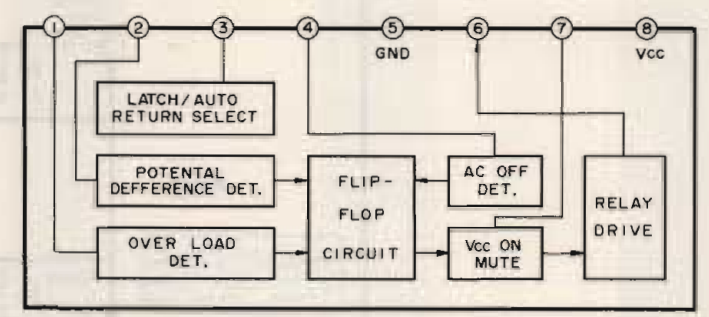 1 2 3 4 5 6 7 8
GND
Vcc
LATCH/AUTO
RETURN SELECT
POTENTAL
DEFFERENCE DET.
OVER LOAD
DET.
FLIP-
FLOP
CIRCUIT
AC OFF
DET.
Vcc ON
MUTE
RELAY
DRIVE